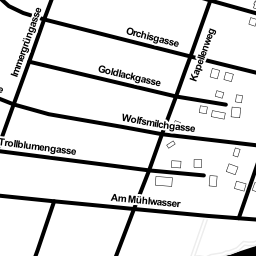 Orchisgasse
Immergrüngasse
Kapellenweg
Goldlackgasse
Wolfsmilchgasse
Trollblumengasse
Am Mühlwasser